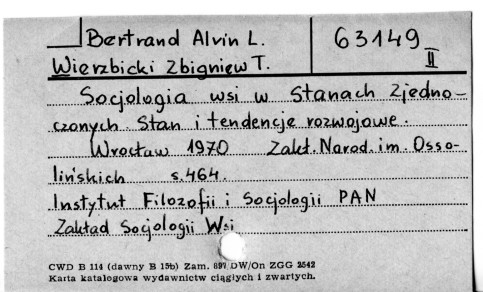 Bertrand Alvin L.
63149
II
Wierzbicki Zbigniew T.
Socjologia wsi w Stanach Zjedno-
czonych. Stan i tendencje rozwojowe.
Wrocław 1970 Zakł. Narod. im. Osso-
lińskich s.464.
Instytut Filozofii i Socjologii PAN
Zakład Socjologii Wsi
CWD B 114 (dawny B 15b) Zam. 897/DW/On ZGG 2542
Karta katalogowa wydawnictw ciągłych i zwartych.